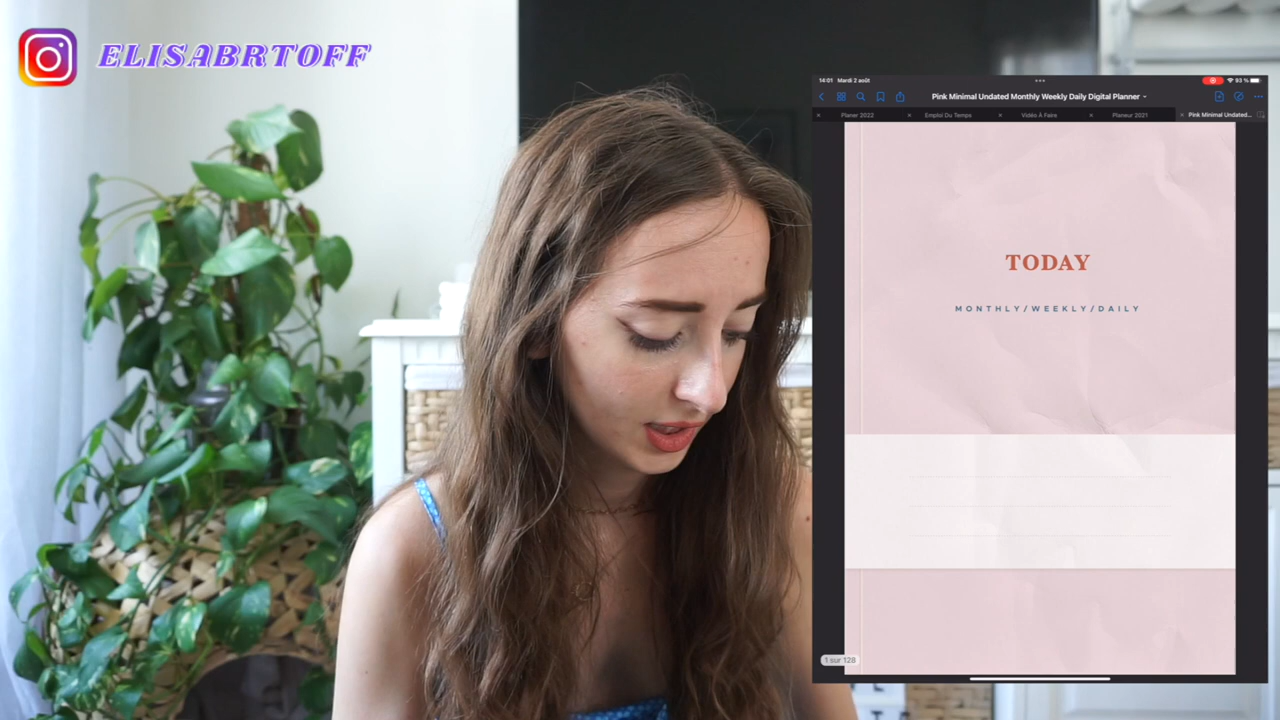 ELISABRTOFF
14:01 Mardi 2 août
93 %
Pink Minimal Undated Monthly Weekly Daily Digital Planner
Planer 2022
Emploi Du Temps
Vidéo À Faire
Planeur 2021
Pink Minimal Undated...
TODAY
MONTHLY/WEEKLY/DAILY
1 sur 128